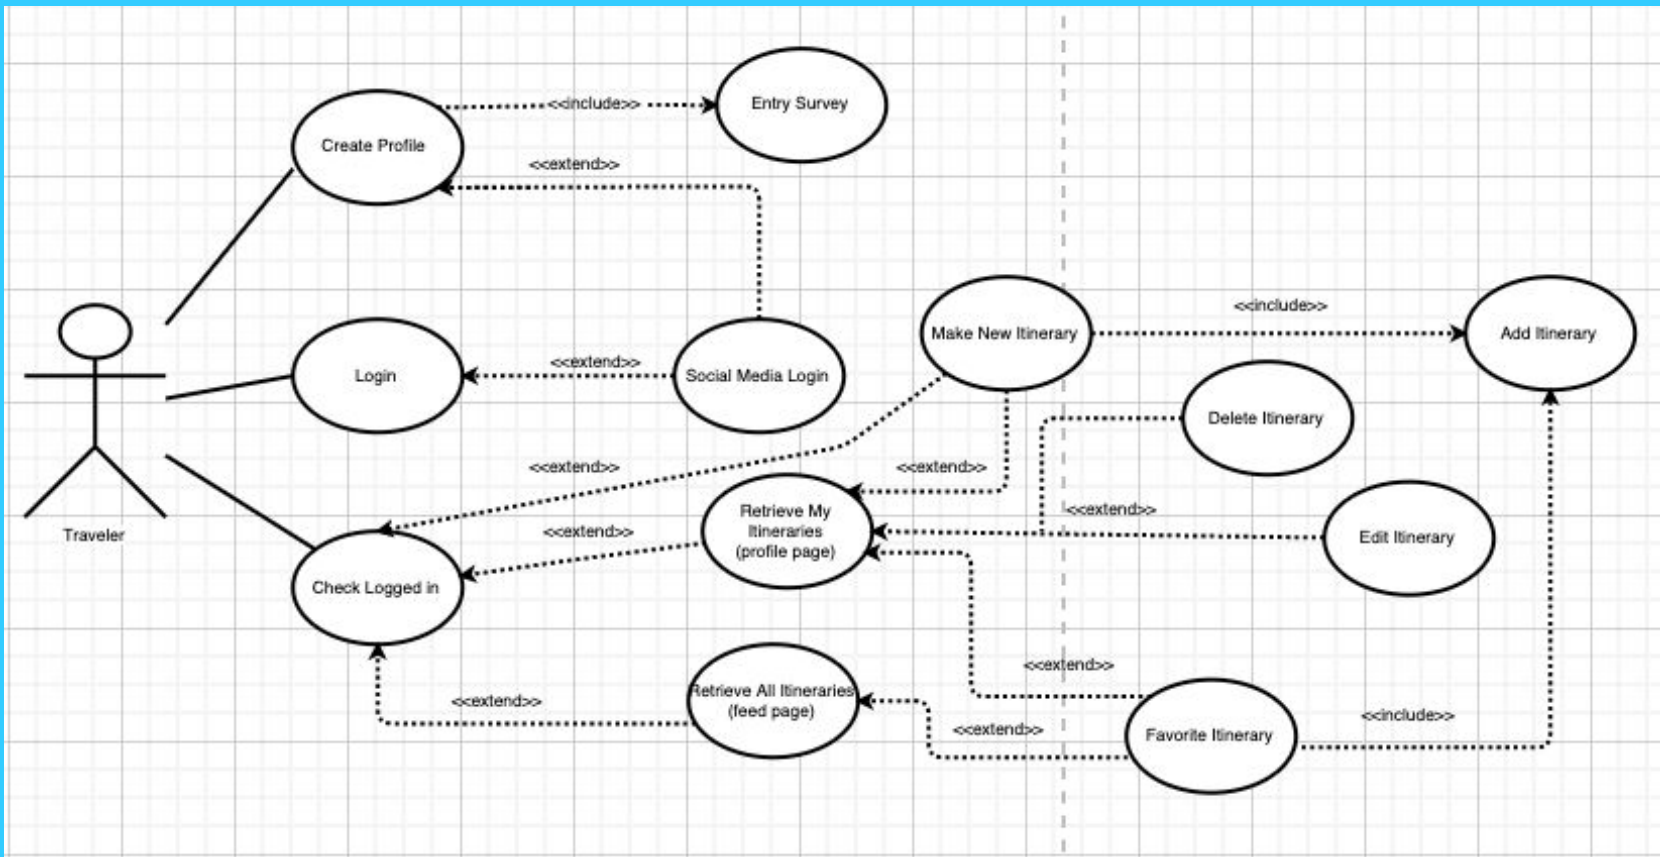 <<include>>
Entry Survey
Create Profile
<<extend>>
<<include>>
Make New Itinerary
Add Itinerary
Login
<<extend>>
Social Media Login
Delete Itinerary
<<extend>>
<<extend>>
Traveler
Retrieve My
Itineraries
(profile page)
<<extend>>
<<extend>>
Edit Itinerary
Check Logged in
<<extend>>
Retrieve All Itineraries
(feed page)
<<extend>>
<<extend>>
Favorite Itinerary
<<include>>